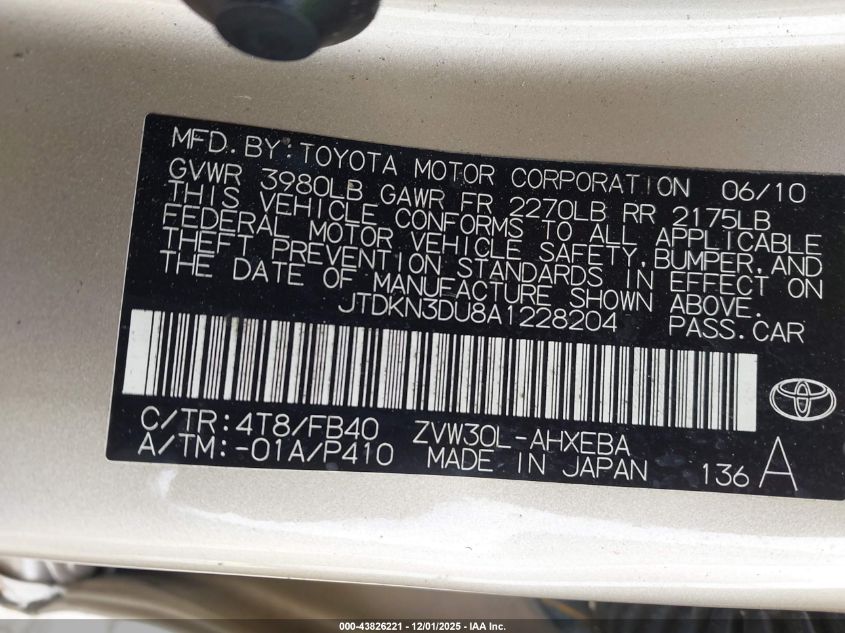 MFD. BY: TOYOTA MOTOR CORPORATION 06/10
GVWR 3980LB GAWR FR 2270LB RR 2175LB
THIS VEHICLE CONFORMS TO ALL APPLICABLE
FEDERAL MOTOR VEHICLE SAFETY, BUMPER, AND
THEFT PREVENTION STANDARDS IN EFFECT ON
THE DATE OF MANUFACTURE SHOWN ABOVE.
JTDKN3DU8A1228204 PASS. CAR
C/TR: 4T8/FB40 ZVW30L-AHXEBA
A/TM: -01A/P410 MADE IN JAPAN 136 A
000-43826221 - 12/01/2025 - IAA Inc.